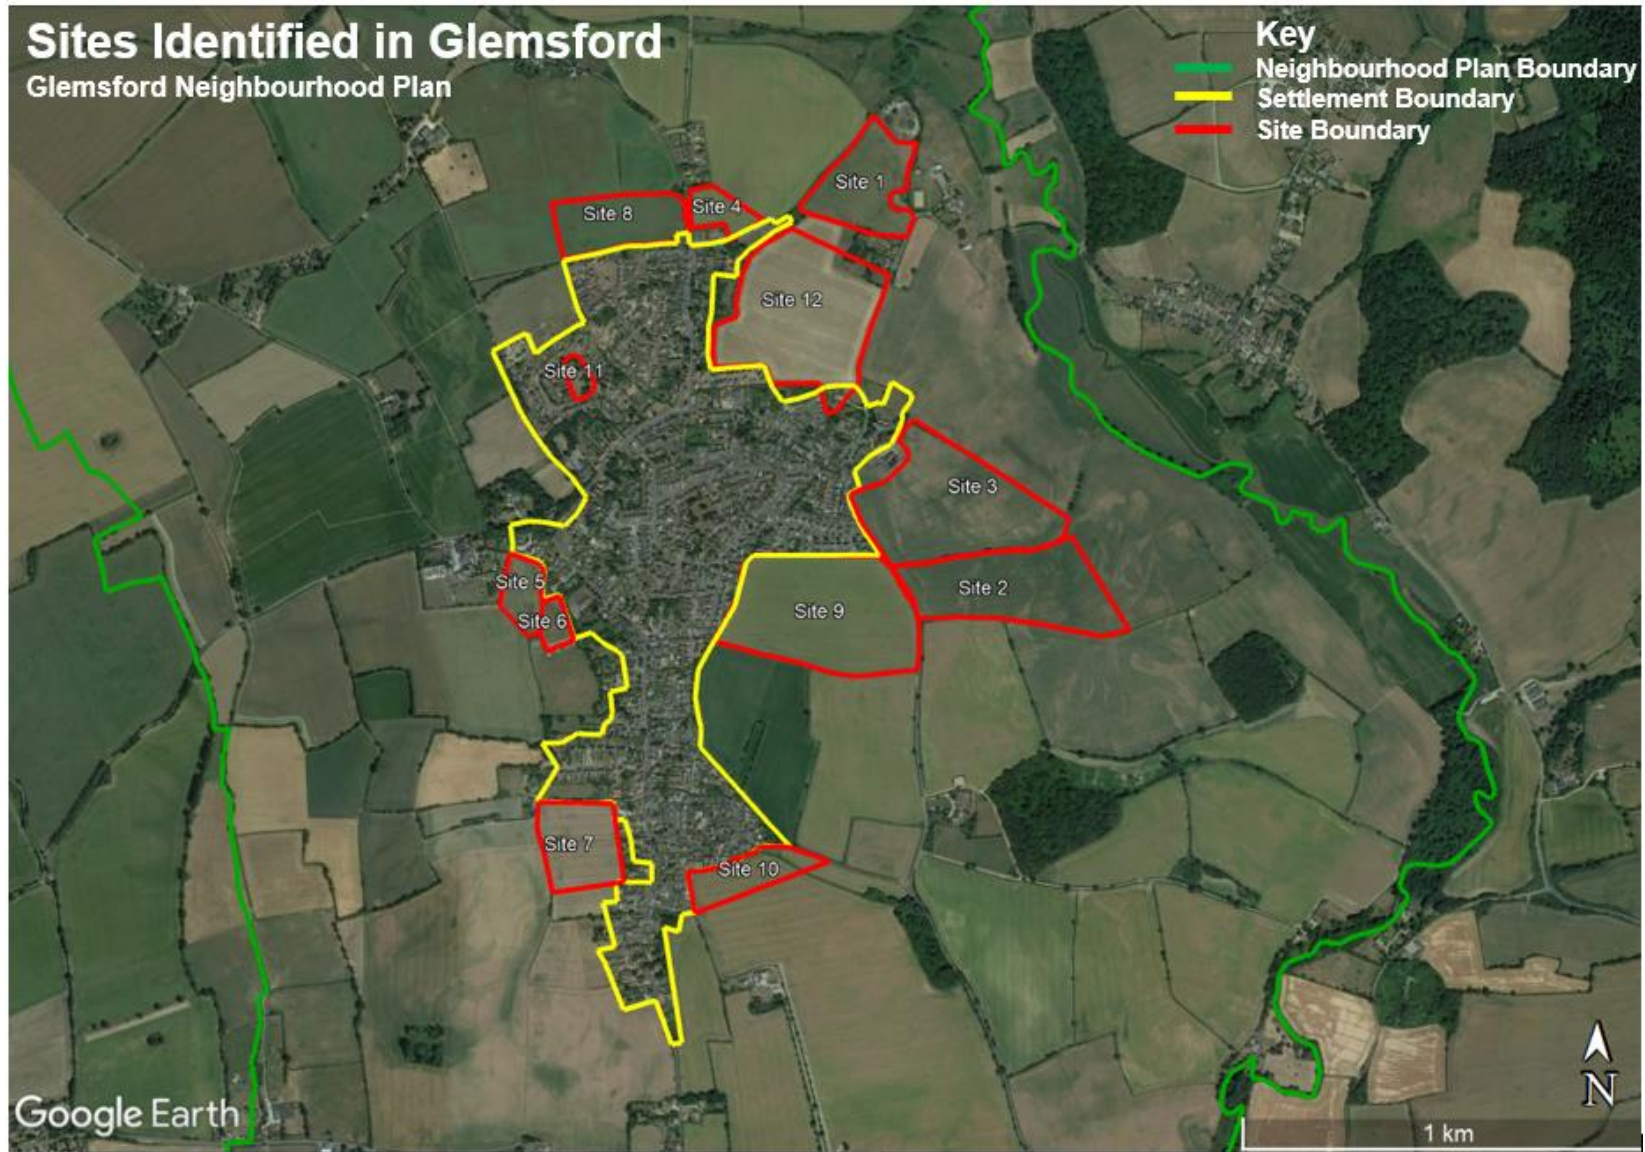 Sites Identified in Glemsford
Glemsford Neighbourhood Plan
Key
Neighbourhood Plan Boundary
Settlement Boundary
Site Boundary
Site 1
Site 4
Site 8
Site 12
Site 11
Site 3
Site 5
Site 2
Site 9
Site 6
Site 7
Site 10
N
Google Earth
1 km